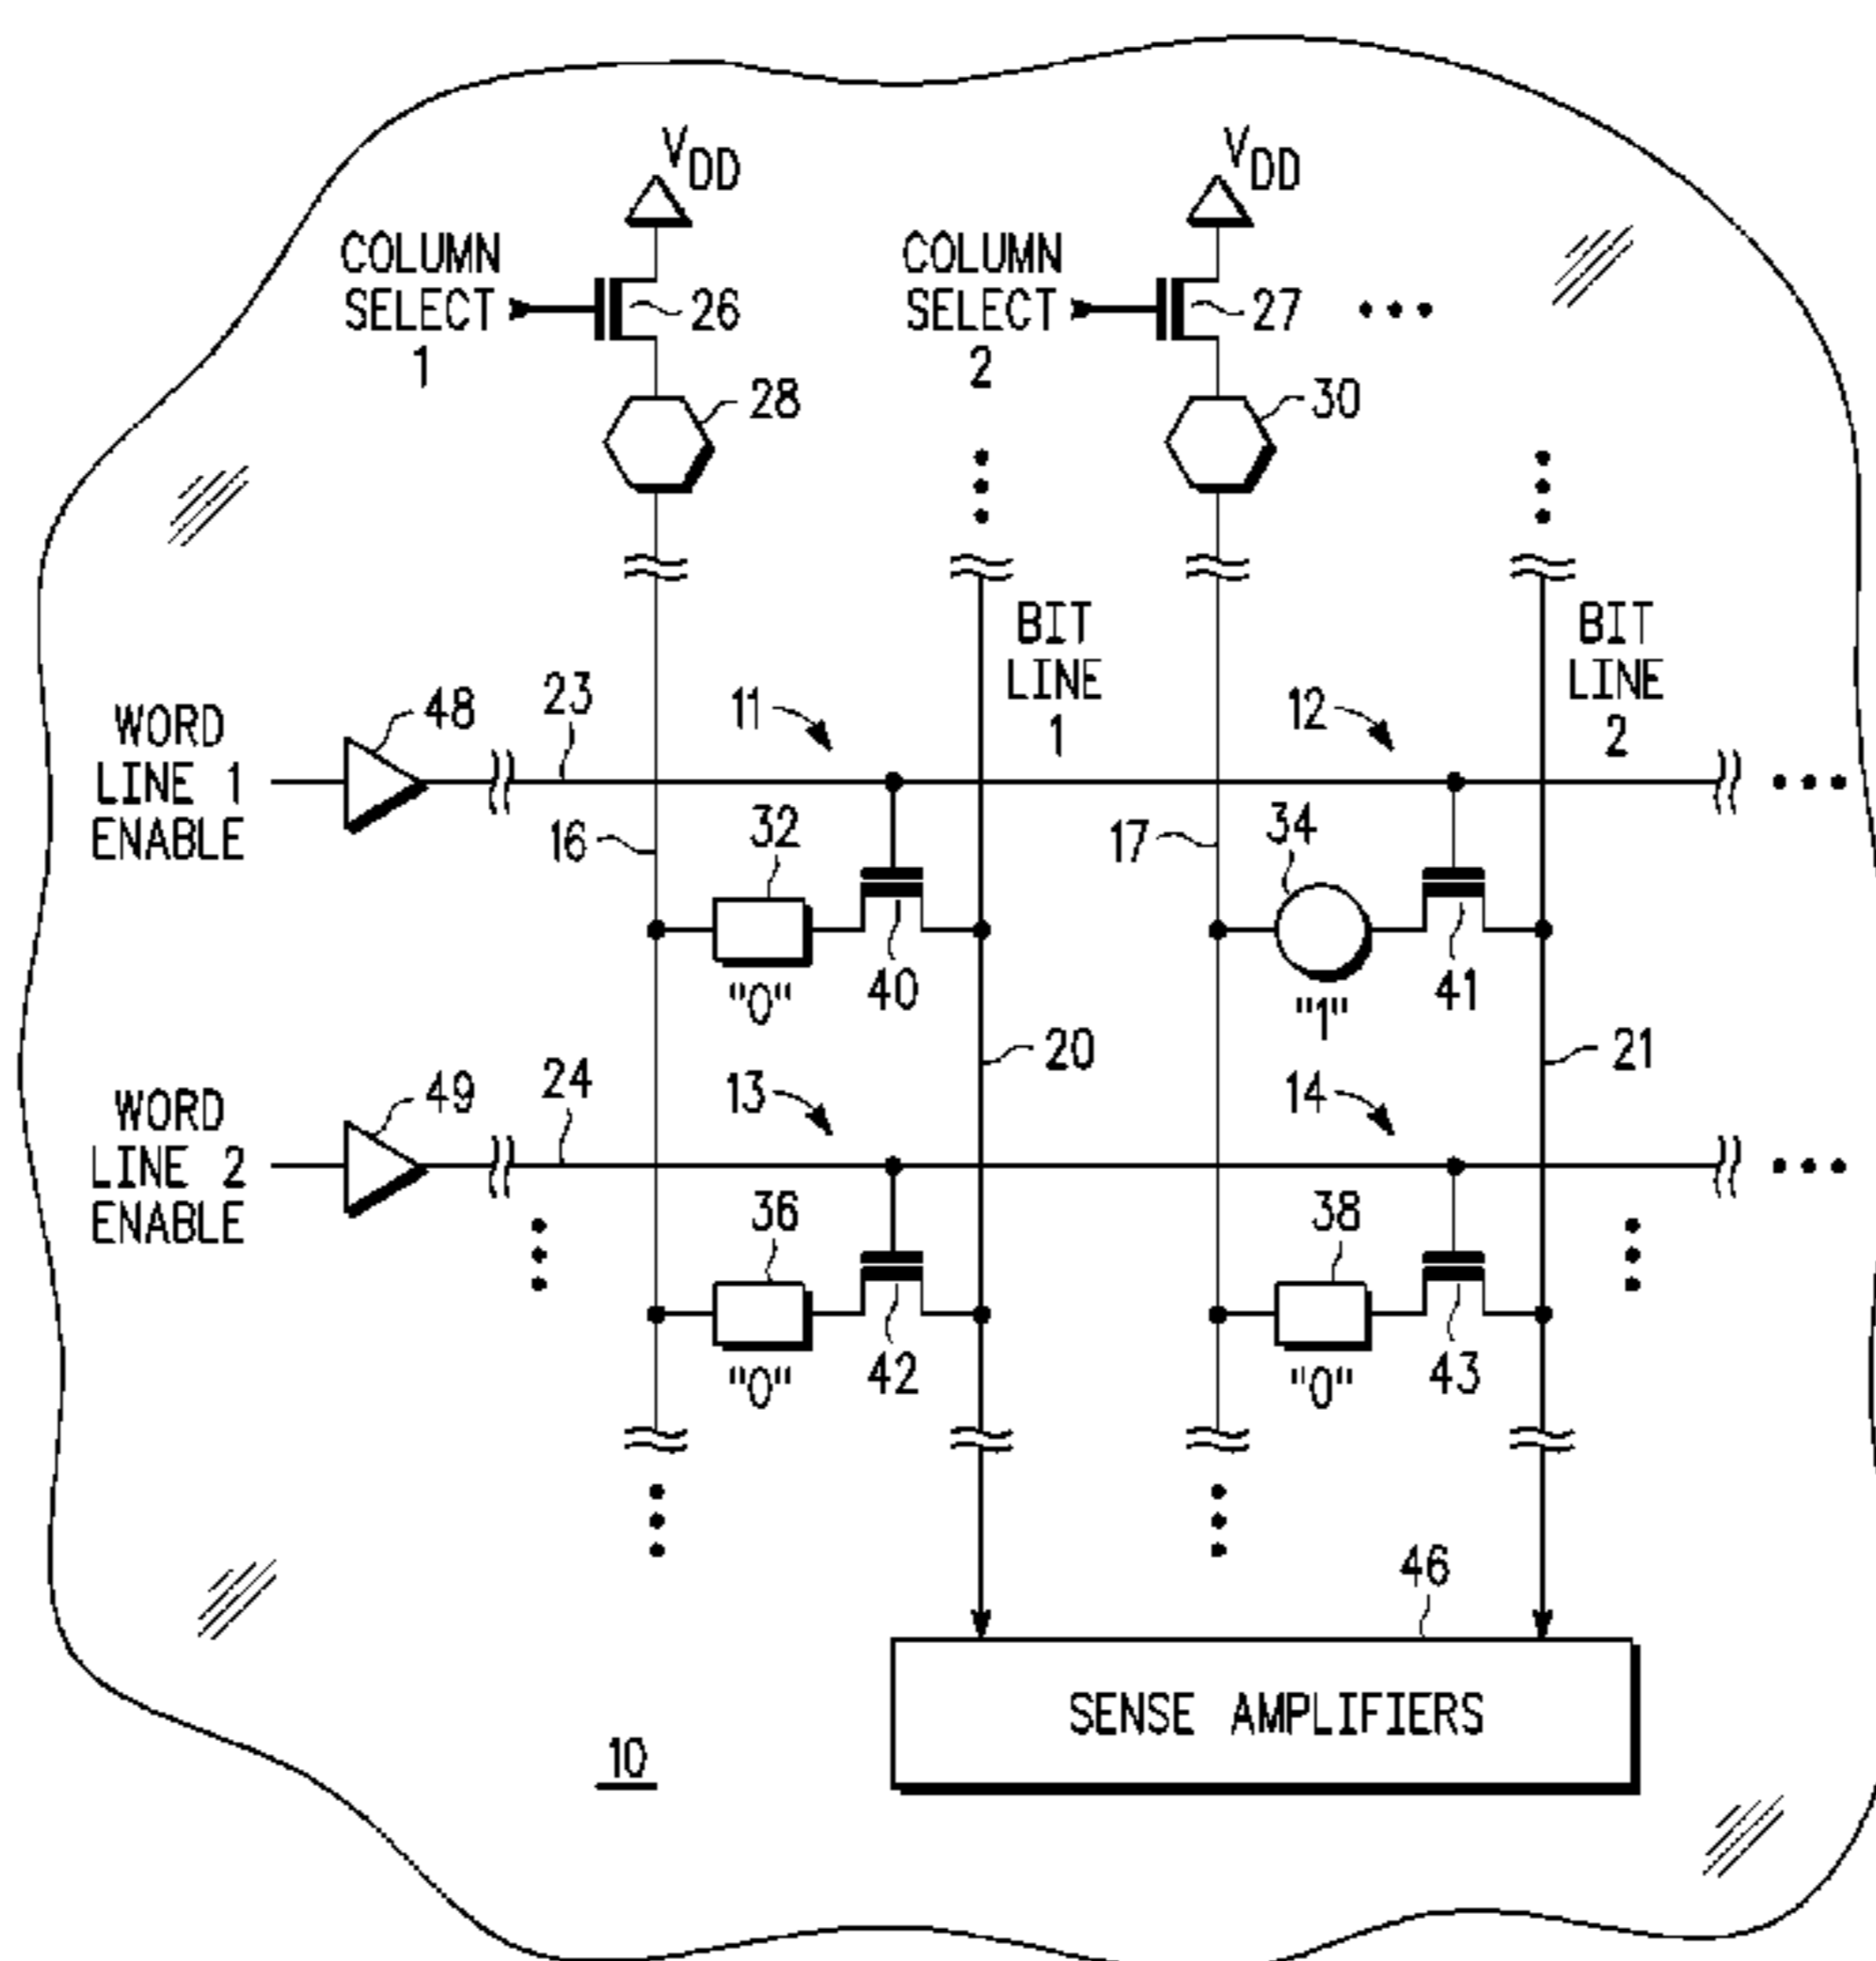 VDD
VDD
COLUMN
SELECT
1
26
COLUMN
SELECT
2
27
28
30
BIT
LINE
1
BIT
LINE
2
WORD
LINE 1
ENABLE
48
23
11
12
16
32
17
34
"0"
40
"1"
41
20
21
WORD
LINE 2
ENABLE
49
24
13
14
36
38
"0"
42
"0"
43
46
SENSE AMPLIFIERS
10